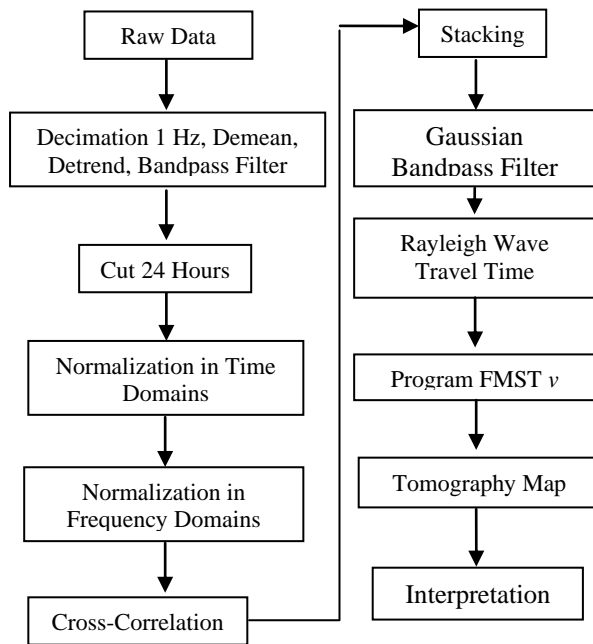 Raw Data
Decimation 1 Hz, Demean,
Detrend, Bandpass Filter
Cut 24 Hours
Normalization in Time
Domains
Normalization in
Frequency Domains
Cross-Correlation
Stacking
Gaussian
Bandpass Filter
Rayleigh Wave
Travel Time
Program FMST v
Tomography Map
Interpretation